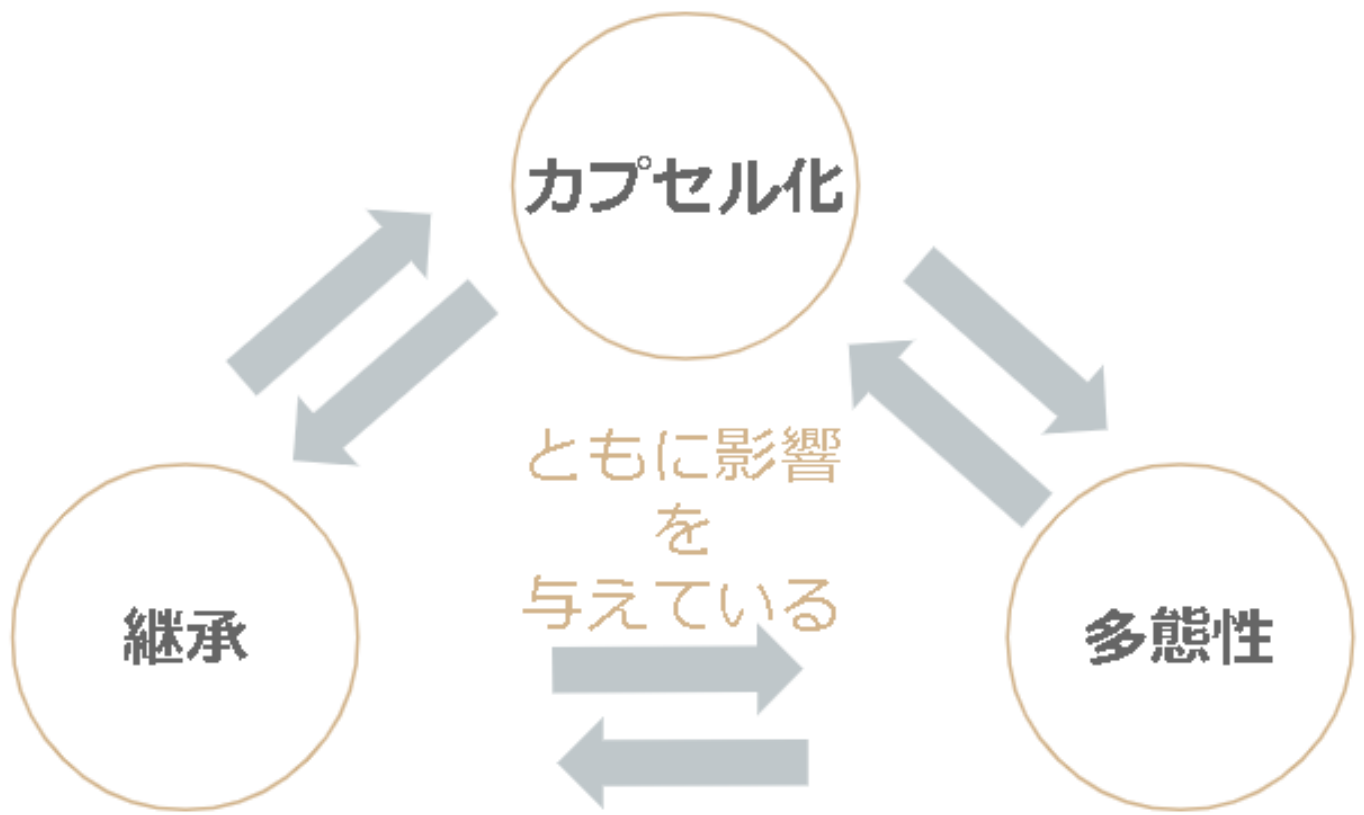 カプセル化
ともに影響
を
与えている
継承
多態性